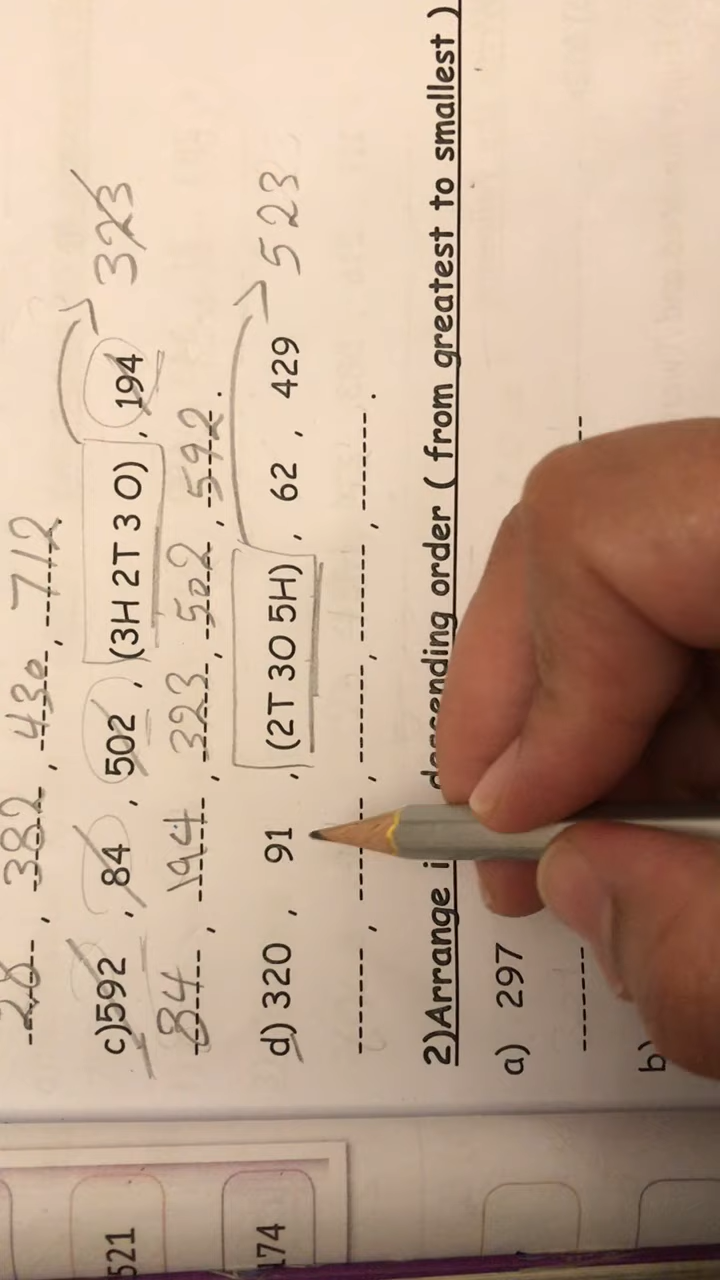 28, 382, 430, 712
c)592 , 84 , 502 , (3H 2T 3 O) , 194 323
84, 194, 323, 502, 592.
d) 320 , 91 , (2T 3O 5H) , 62 , 429 523
2)Arrange descending order ( from greatest to smallest )
a) 297
b)
521
174